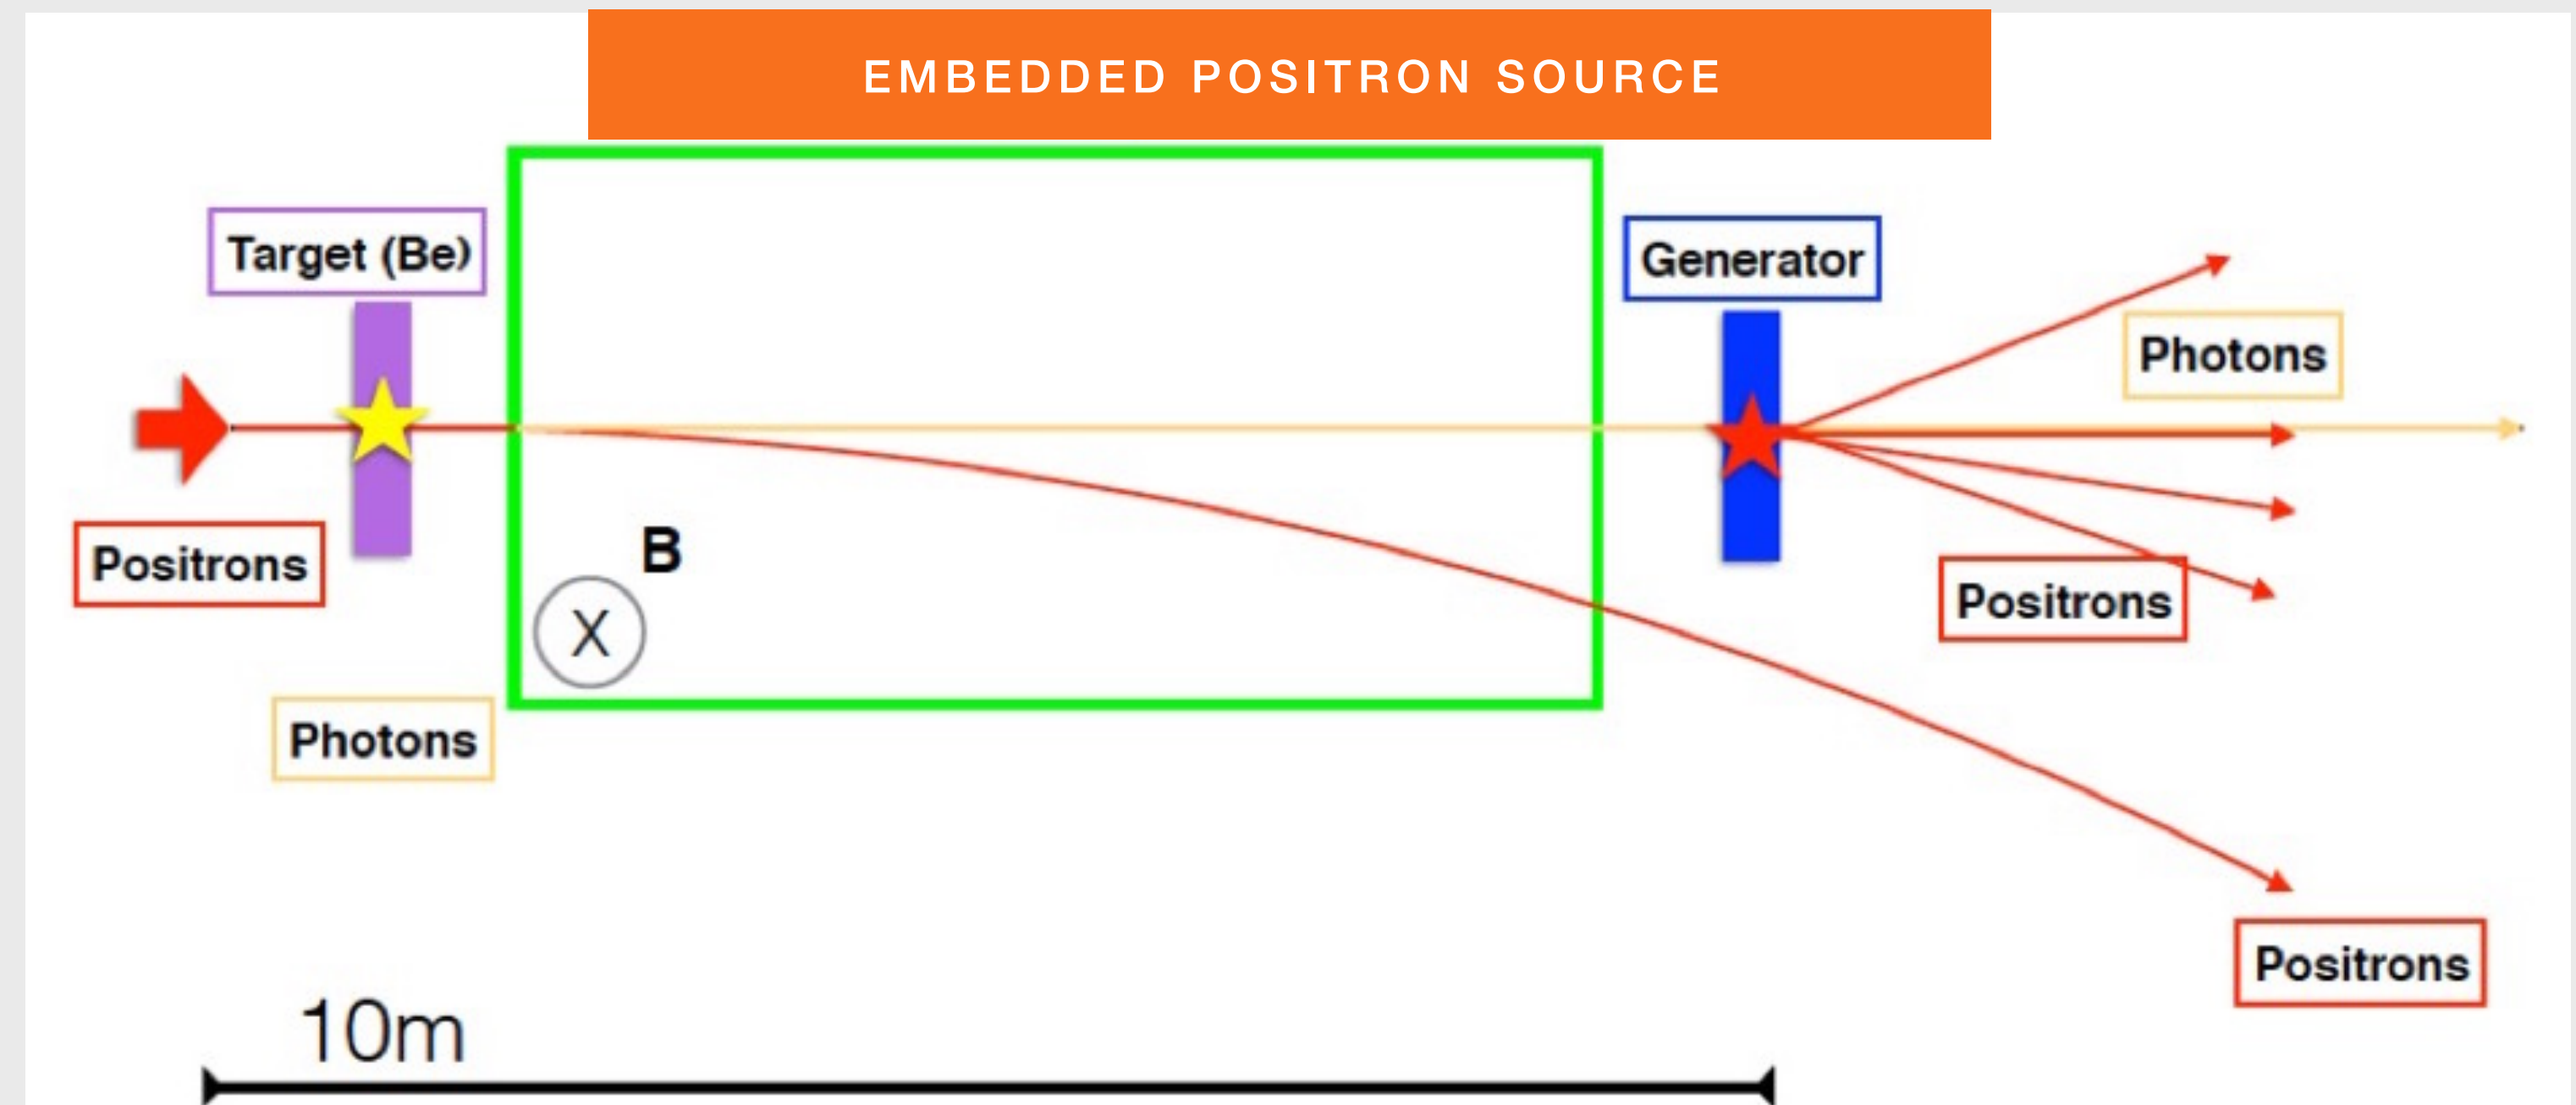 EMBEDDED POSITRON SOURCE
Target (Be)
Generator
Photons
Positrons
B
X
Positrons
Photons
Positrons
10m